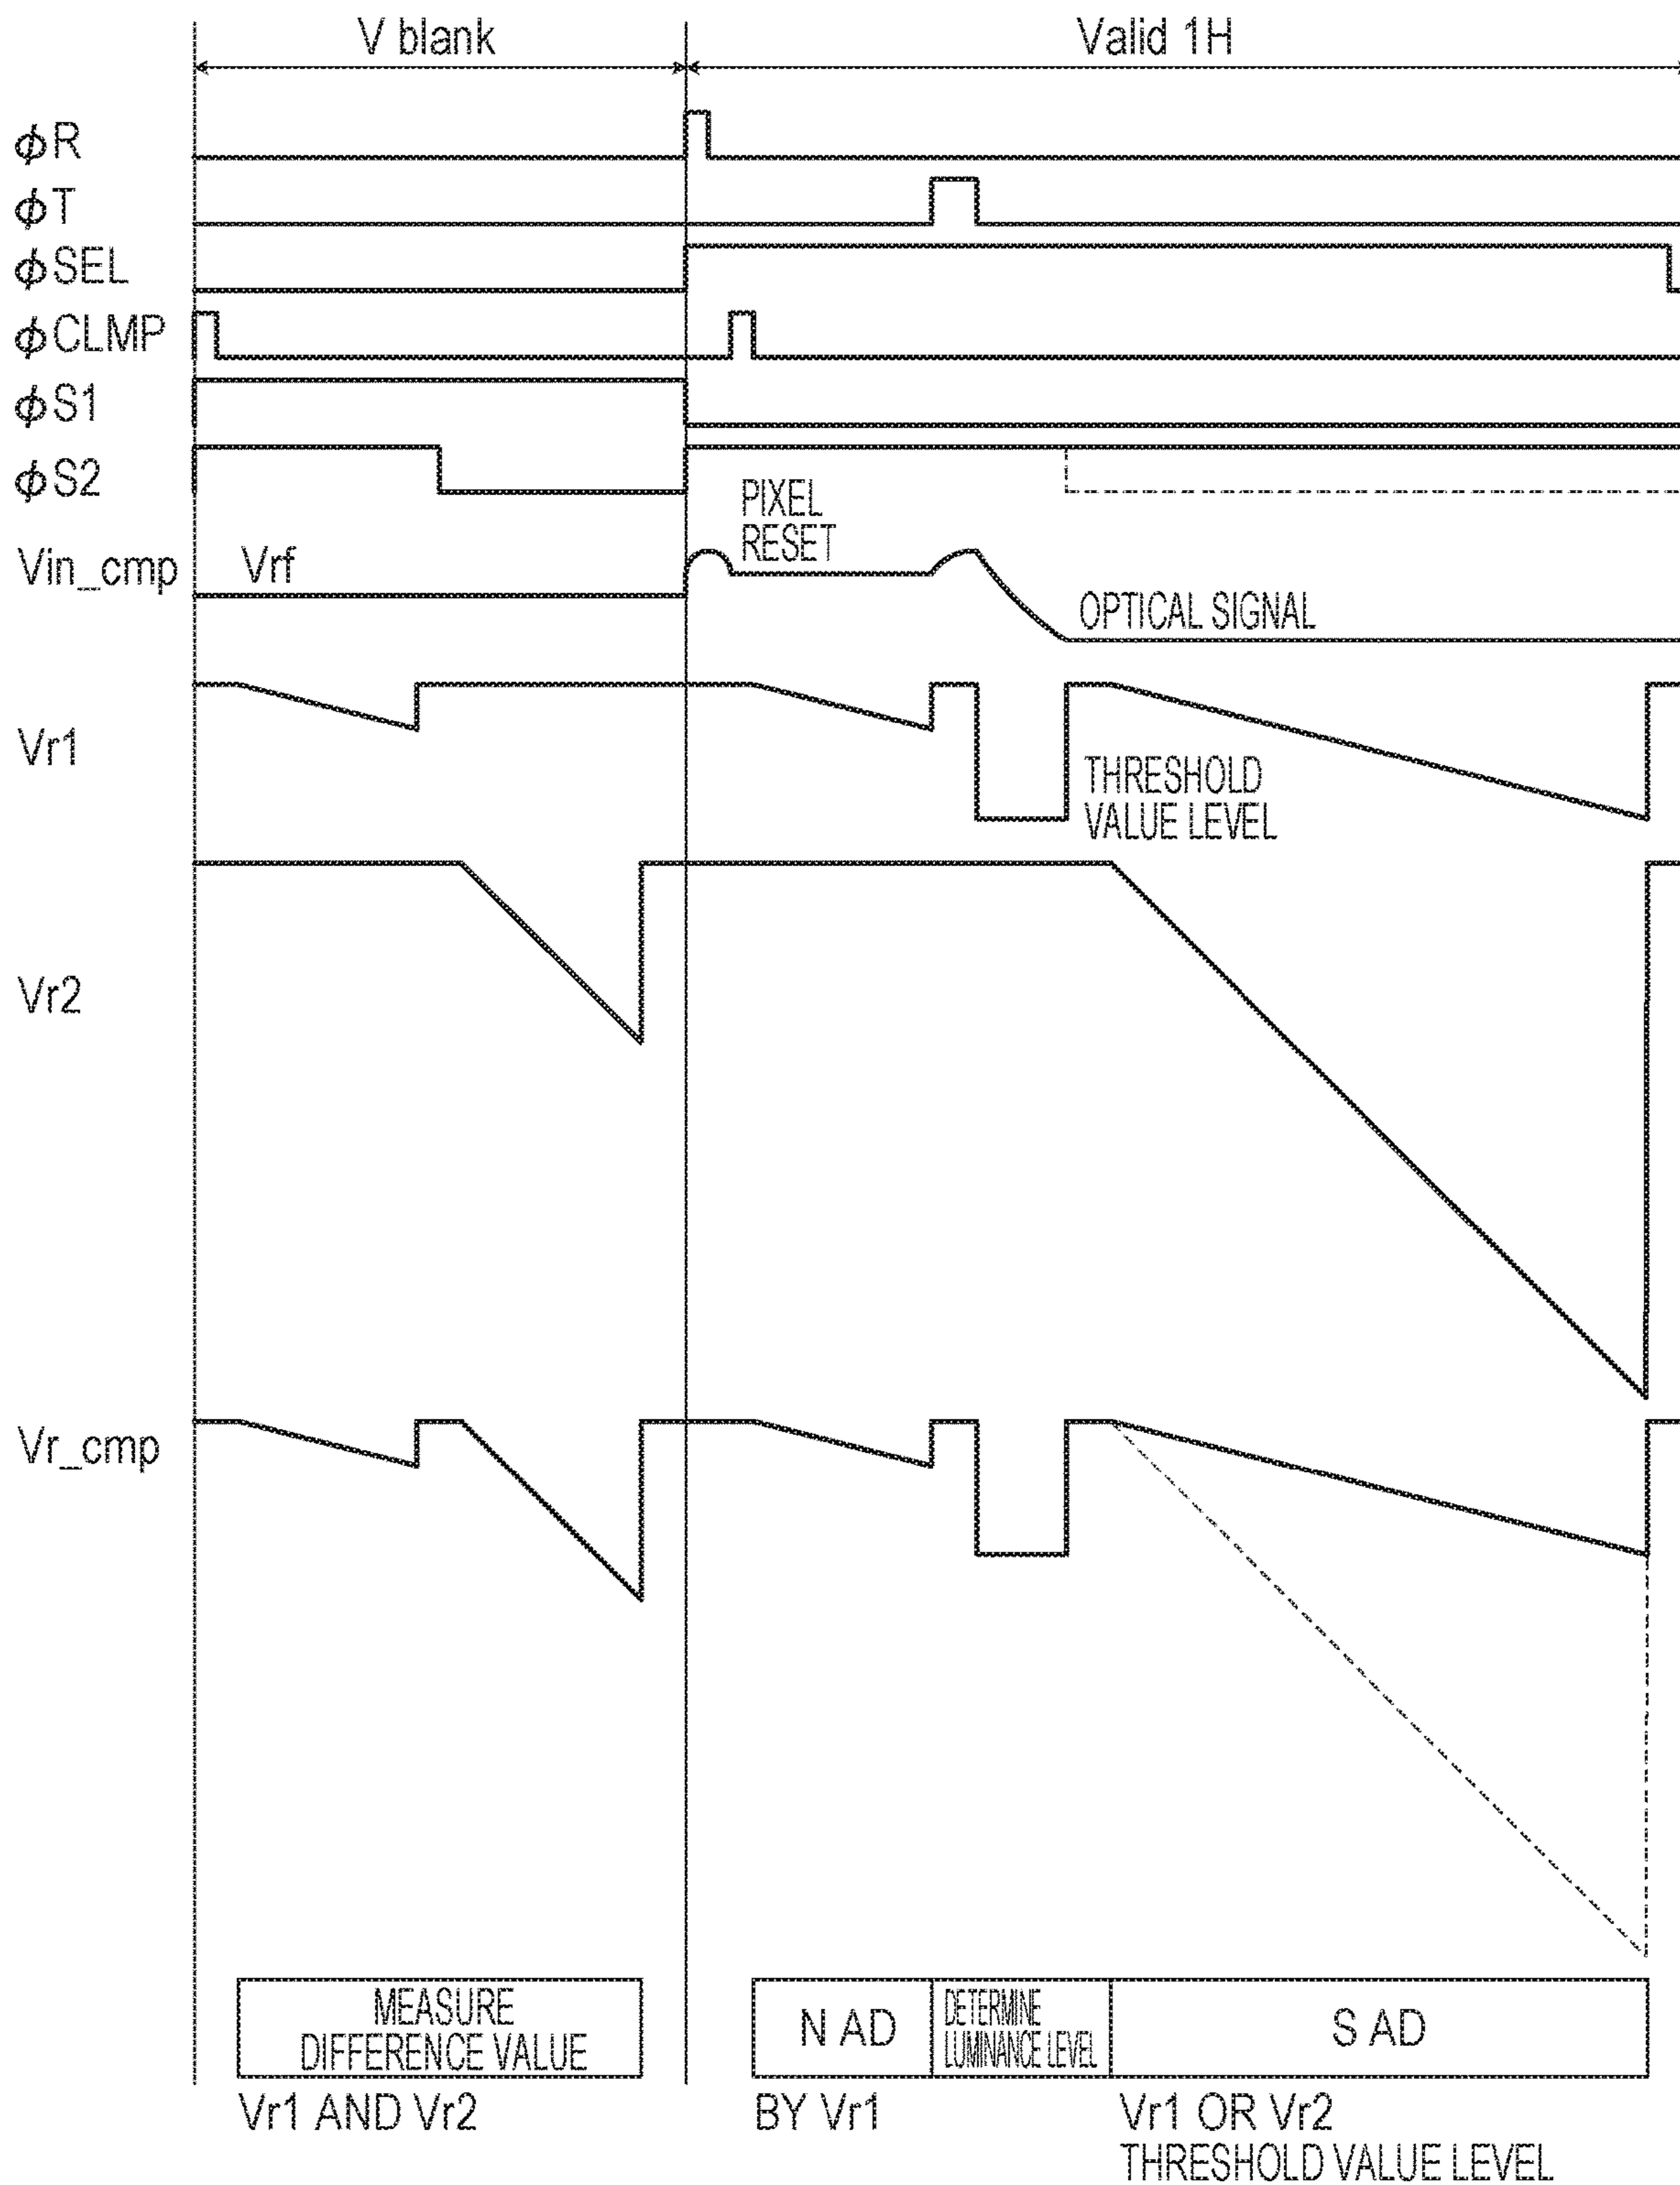 V blank
Valid 1H
ϕR
ϕT
ϕSEL
ϕCLMP
ϕS1
ϕS2
PIXEL
RESET
Vin_cmp
Vrf
OPTICAL SIGNAL
Vr1
THRESHOLD
VALUE LEVEL
Vr2
Vr_cmp
MEASURE
DIFFERENCE VALUE
N AD
DETERMINE
LUMINANCE LEVEL
S AD
Vr1 AND Vr2
BY Vr1
Vr1 OR Vr2
THRESHOLD VALUE LEVEL